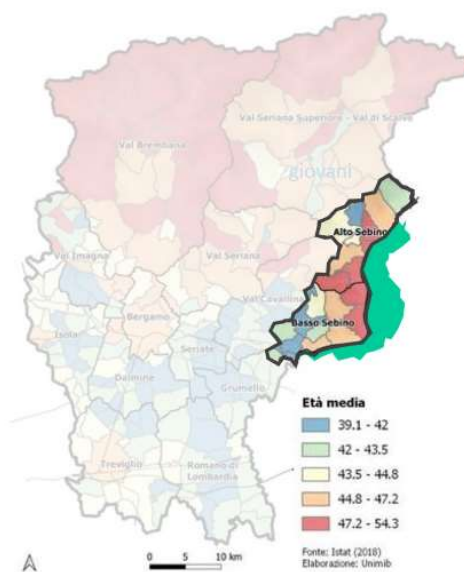 Val Seriana Superiore - Val di Scalve
Val Brembana
giovani
Alto Sebino
Val Imagna
Val Seriana
Val Cavallina
Bergamo
Basso Sebino
Isola
Seriate
Dalmine
Grumello
Treviglio
Romano di
Lombardia
Età media
39.1 - 42
42 - 43.5
43.5 - 44.8
44.8 - 47.2
47.2 - 54.3
0 5 10 km
Fonte: Istat (2018)
Elaborazione: Unimib